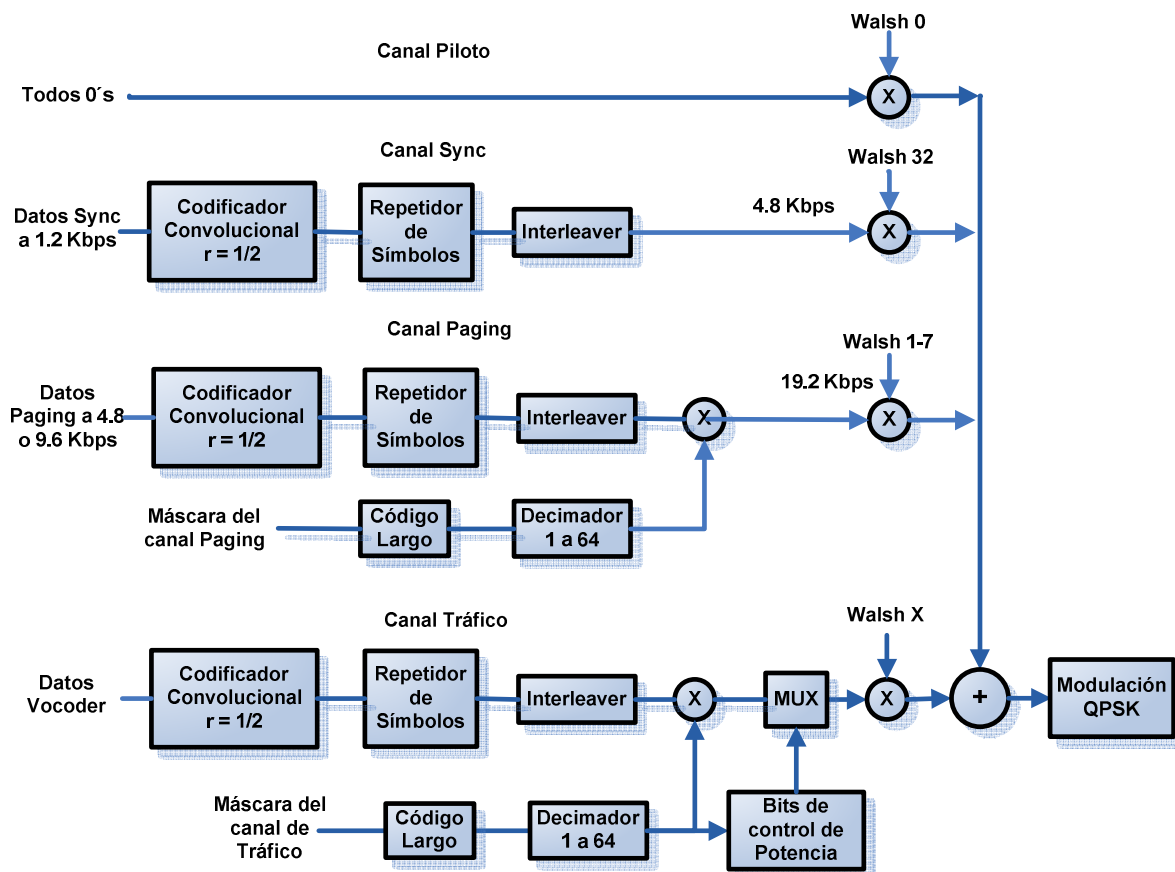 Walsh 0
Canal Piloto
Todos 0´s
X
Canal Sync
Walsh 32
Datos Sync
a 1.2 Kbps
Codificador
Convolucional
r = 1/2
Repetidor
de
Símbolos
Interleaver
4.8 Kbps
X
Canal Paging
Walsh 1-7
Datos
Paging a 4.8
o 9.6 Kbps
Codificador
Convolucional
r = 1/2
Repetidor
de
Símbolos
Interleaver
X
19.2 Kbps
X
Máscara del
canal Paging
Código
Largo
Decimador
1 a 64
Canal Tráfico
Walsh X
Datos
Vocoder
Codificador
Convolucional
r = 1/2
Repetidor
de
Símbolos
Interleaver
X
MUX
X
+
Modulación
QPSK
Máscara del
canal de
Tráfico
Código
Largo
Decimador
1 a 64
Bits de
control de
Potencia